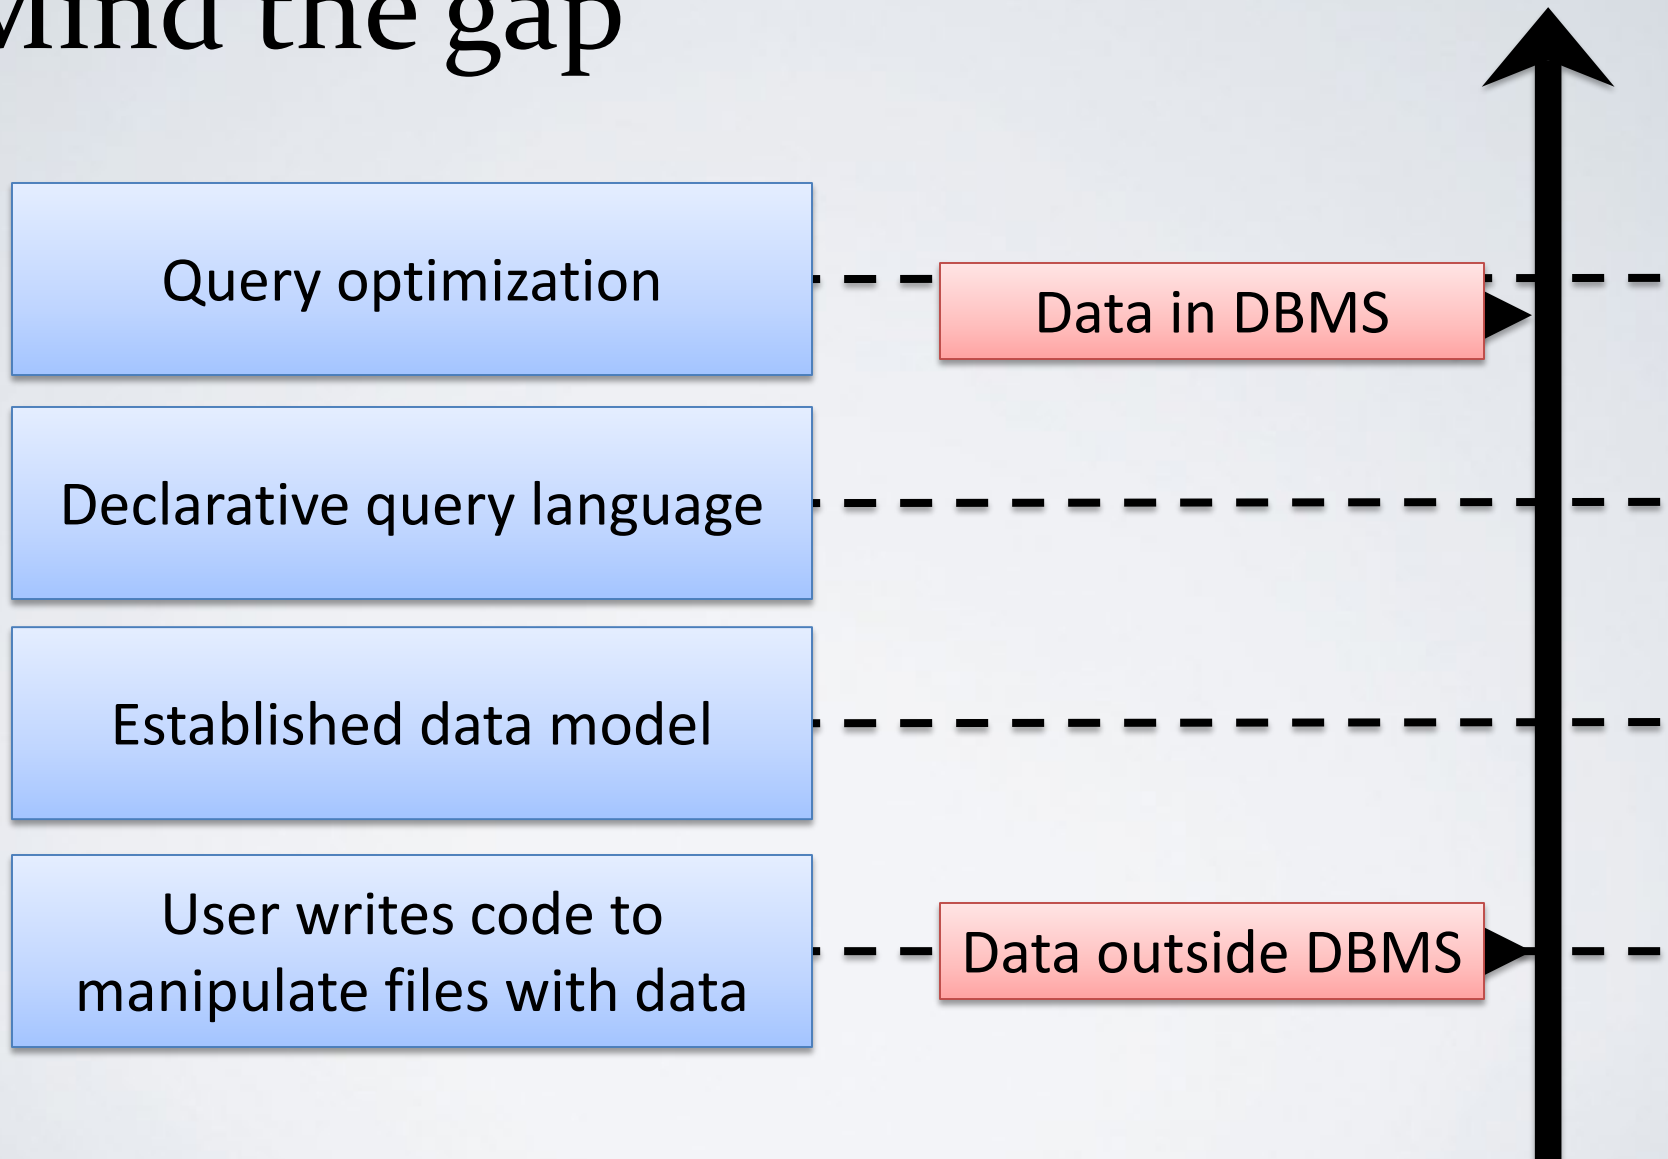 Mind the gap
Query optimization
Data in DBMS
Declarative query language
Established data model
User writes code to
manipulate files with data
Data outside DBMS